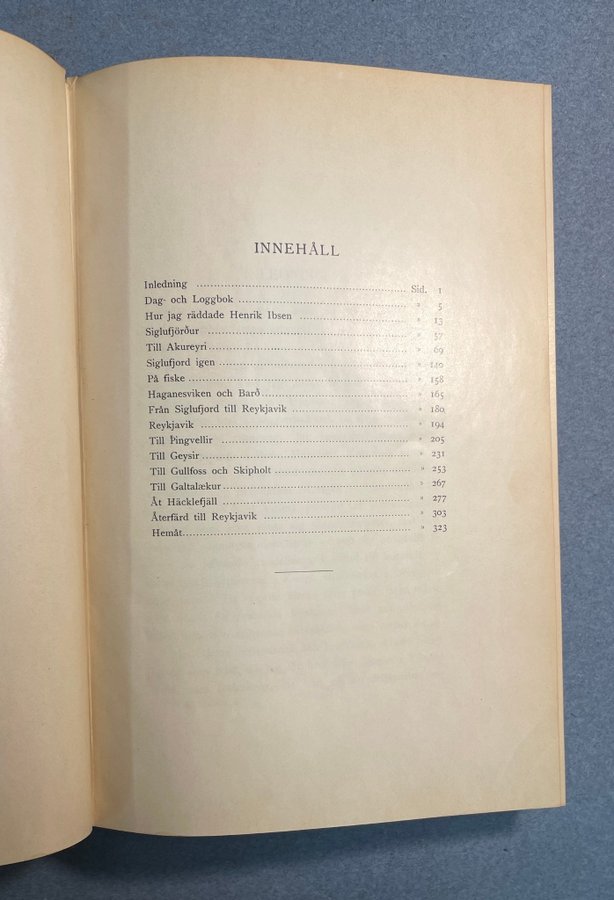 INNEHÅLL
Inledning ........ Sid. 1
Dag- och Loggbok ........ » 5
Hur jag räddade Henrik Ibsen ........ » 13
Siglufjörður ........ » 57
Till Akureyri ........ » 69
Siglufjord igen ........ » 149
På fiske ........ » 158
Haganesviken och Barð ........ » 165
Från Siglufjord till Reykjavik ........ » 180
Reykjavik ........ » 194
Till Þingvellir ........ » 205
Till Geysir ........ » 231
Till Gullfoss och Skipholt ........ » 253
Till Galtalækur ........ » 267
Åt Häcklefjäll ........ » 277
Återfärd till Reykjavik ........ » 303
Hemåt ........ » 323